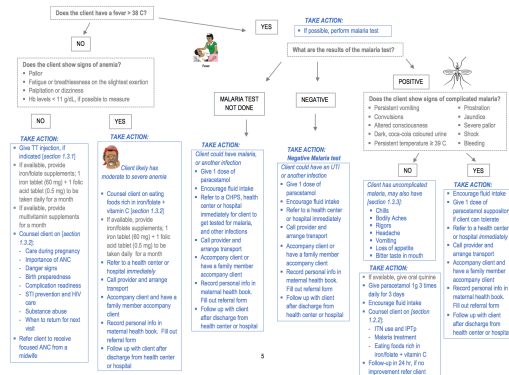 Does the client have a fever > 38 C?
YES
TAKE ACTION:
• If possible, perform malaria test
Fever
NO
What are the results of the malaria test?
Does the client show signs of anemia?
• Pallor
• Fatigue or breathlessness on the slightest exertion
• Palpitation or dizziness
• Hb levels < 11 g/dL, if possible to measure
MALARIA TEST
NOT DONE
NEGATIVE
POSITIVE
Does the client show signs of complicated malaria?
• Persistent vomiting
• Convulsions
• Altered consciousness
• Dark, coca-cola coloured urine
• Persistent temperature ≥ 39 C
• Prostration
• Jaundice
• Severe pallor
• Shock
• Bleeding
NO
TAKE ACTION:
• Give TT injection, if
indicated [section 1.2.1]
• If available, provide
iron/folate supplements; 1
iron tablet (60 mg) + 1 folic
acid tablet (0.5 mg) to be
taken daily for a month
• If available, provide
multivitamin supplements
for a month
• Counsel client on [section
1.3.2]:
- Care during pregnancy
- Importance of ANC
- Danger signs
- Birth preparedness
- Complication readiness
- STI prevention and HIV
care
- Substance abuse
- When to return for next
visit
• Refer client to receive
focused ANC from a
midwife
YES
TAKE ACTION:
Client likely has
moderate to severe anemia
• Counsel client on eating
foods rich in iron/folate +
vitamin C [section 1.3.2]
• If available, provide
iron/folate supplements; 1
iron tablet (60 mg) + 1 folic
acid tablet (0.5 mg) to be
taken daily for a month
• Refer to a health center or
hospital immediately
• Call provider and arrange
transport
• Accompany client and have
a family member accompany
client
• Record personal info in
maternal health book. Fill out
referral form
• Follow up with client after
discharge from health center
or hospital
TAKE ACTION:
Client could have malaria,
or another infection
• Give 1 dose of
paracetamol
• Encourage fluid intake
• Refer to a CHPS, health
center or hospital
immediately for client to
get tested for malaria,
and other infections
• Call provider and
arrange transport
• Accompany client or
have a family member
accompany client
• Record personal info in
maternal health book.
Fill out referral form
• Follow up with client
after discharge from
health center or hospital
TAKE ACTION:
Negative Malaria test
Client could have an UTI
or another infection
• Give 1 dose of
paracetamol
• Encourage fluid intake
• Refer to a health center
or hospital immediately
• Call provider and
arrange transport
• Accompany client or
have a family member
accompany client
• Record personal info in
maternal health book.
Fill out referral form
• Follow up with client
after discharge from
health center or hospital
NO
Client has uncomplicated
malaria, may also have
[section 1.3.3]:
• Chills
• Bodily Aches
• Rigors
• Headache
• Vomiting
• Loss of appetite
• Bitter taste in mouth
TAKE ACTION:
• If available, give oral quinine
• Give paracetamol 1g 3 times
daily for 3 days
• Encourage fluid intake
• Counsel client on [section
1.2.2]:
- ITN use and IPTp
- Malaria treatment
- Eating foods rich in
iron/folate + vitamin C
• Follow-up in 24 hr, if no
improvement refer client
YES
TAKE ACTION:
• Encourage fluid intake
• Give 1 dose of
paracetamol suppositor
if client can tolerate
• Refer to a health center
or hospital immediately
• Call provider and
arrange transport
• Accompany client and
have a family member
accompany client
• Record personal info in
maternal health book.
Fill out referral form
• Follow up with client
after discharge from
health center or hospita
5